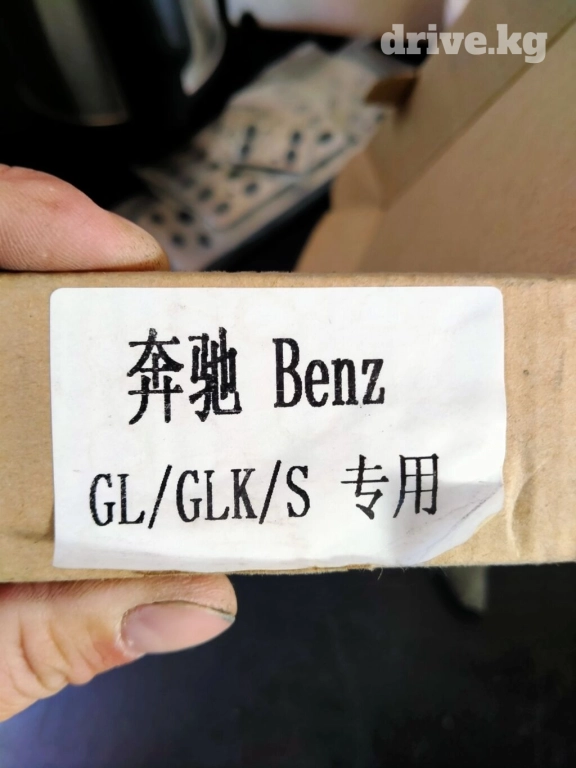 drive.kg
奔驰 Benz
GL/GLK/S 专用